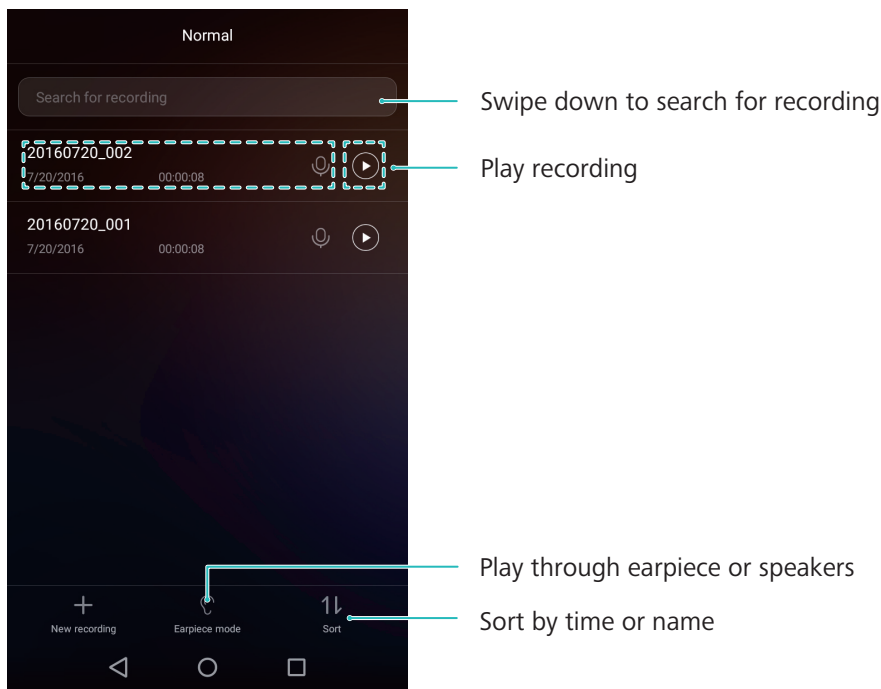 Normal
Search for recording
Swipe down to search for recording
20160720_002
7/20/2016 00:00:08
Play recording
20160720_001
7/20/2016 00:00:08
Play through earpiece or speakers
New recording Earpiece mode Sort
Sort by time or name